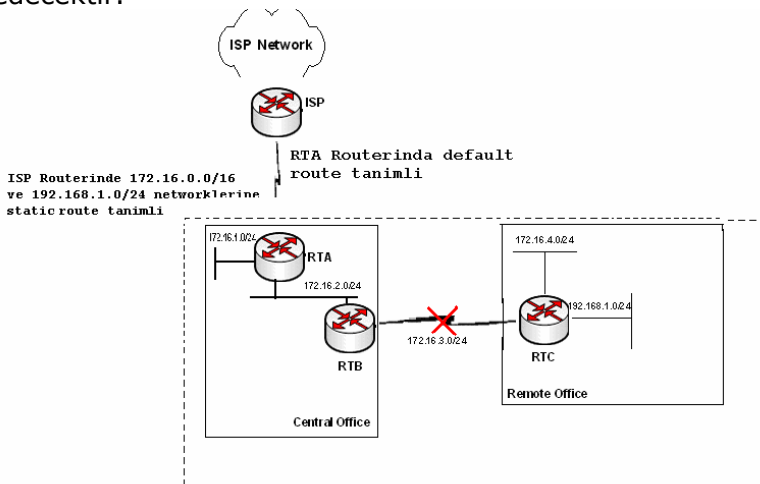 edecektir.
ISP Network
ISP
RTA Routerinda default
route tanimli
ISP Routerinde 172.16.0.0/16
ve 192.168.1.0/24 networklerine
static route tanimli
172.16.1.0/24
RTA
172.16.2.0/24
RTB
Central Office
172.16.3.0/24
172.16.4.0/24
192.168.1.0/24
RTC
Remote Office